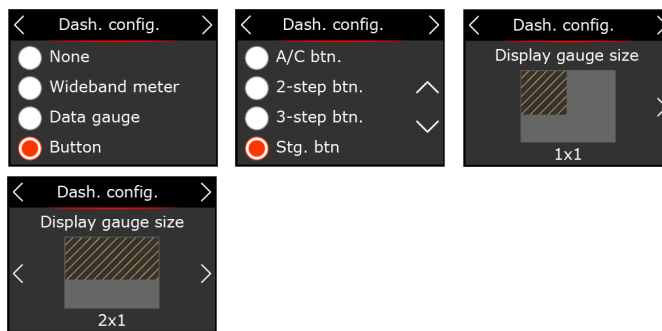 Dash. config.
None
Wideband meter
Data gauge
Button
Dash. config.
A/C btn.
2-step btn.
3-step btn.
Stg. btn
Dash. config.
Display gauge size
1x1
Dash. config.
Display gauge size
2x1